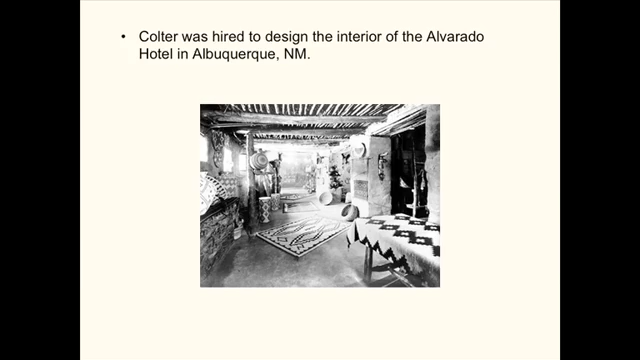 • Colter was hired to design the interior of the Alvarado
Hotel in Albuquerque, NM.